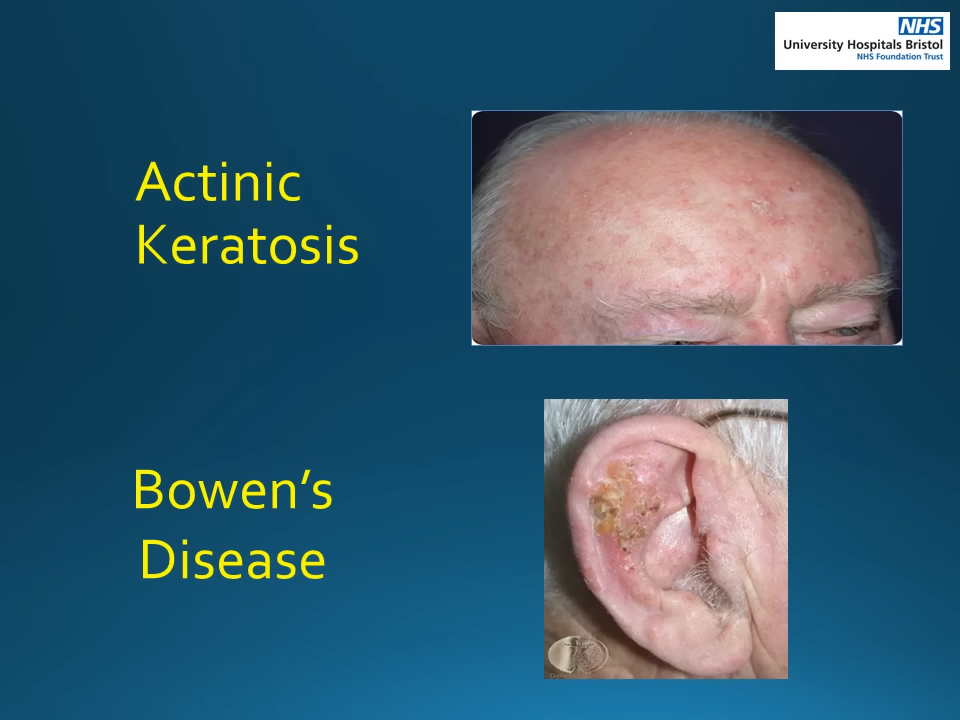 NHS
University Hospitals Bristol
NHS Foundation Trust
Actinic
Keratosis
Bowen’s
Disease